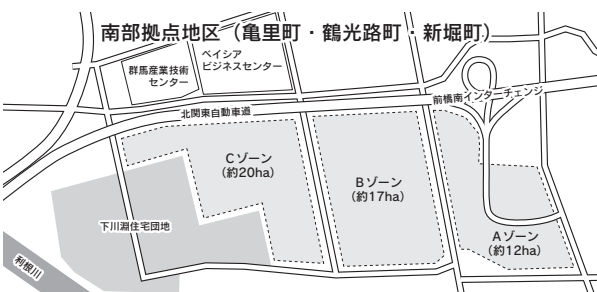 南部拠点地区（亀里町・鶴光路町・新堀町）
ベイシア
ビジネスセンター
群馬産業技術
センター
前橋南インターチェンジ
北関東自動車道
Cゾーン
（約20ha）
Bゾーン
（約17ha）
下川淵住宅団地
Aゾーン
（約12ha）
利根川